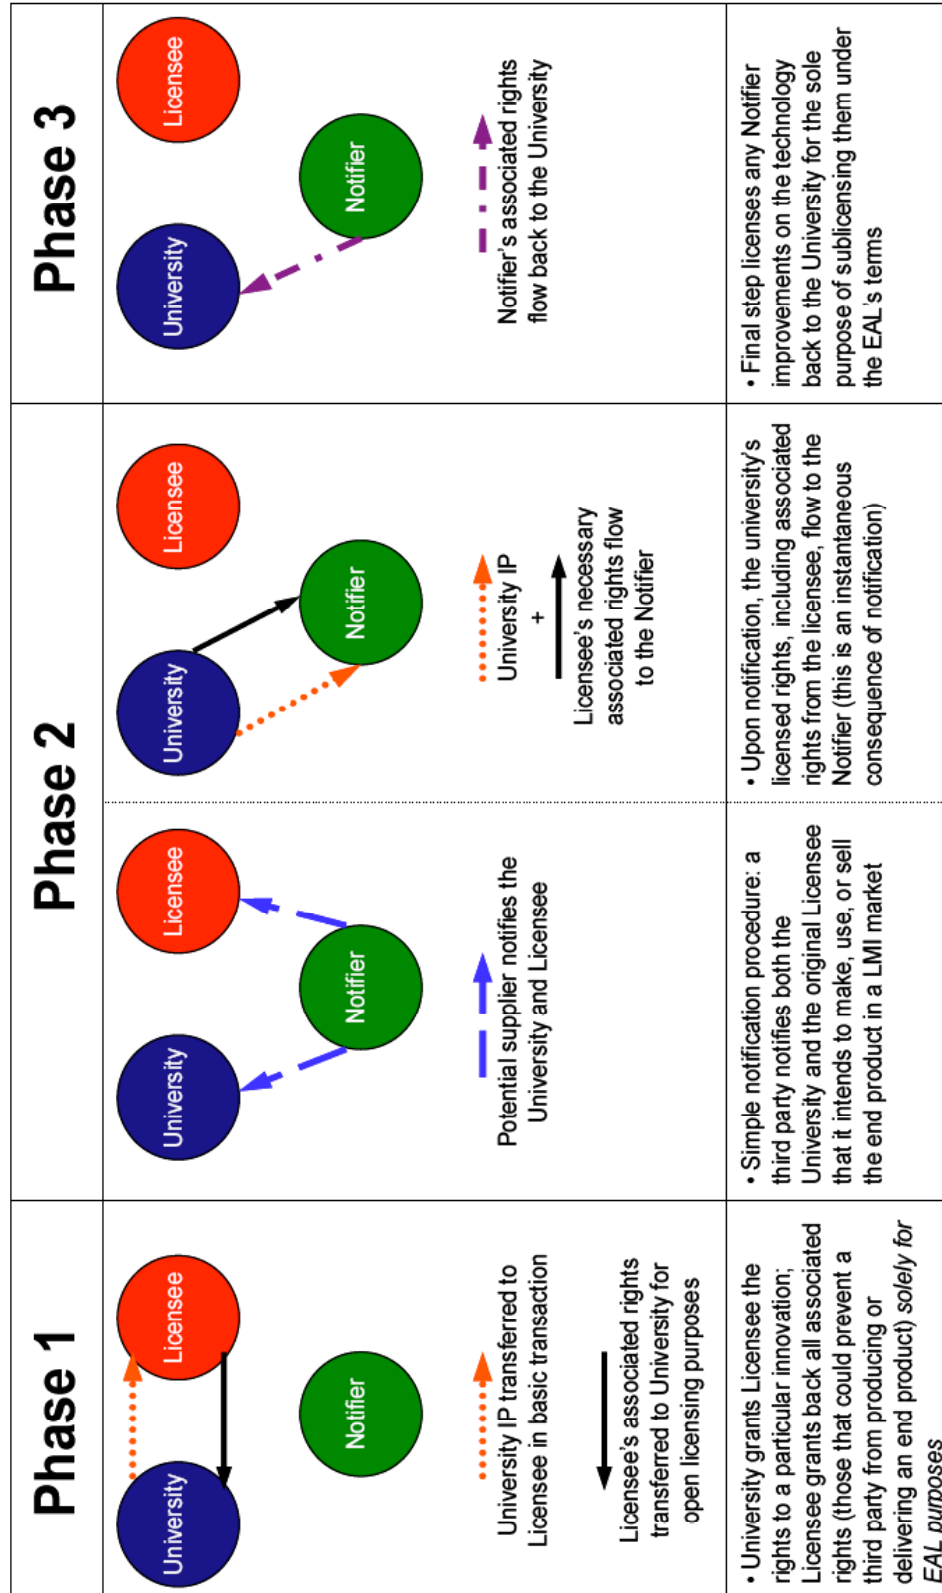 Phase 1
University
Licensee
Notifier
University IP transferred to
Licensee in basic transaction
Licensee's associated rights
transferred to University for
open licensing purposes
• University grants Licensee the
rights to a particular innovation;
Licensee grants back all associated
rights (those that could prevent a
third party from producing or
delivering an end product) solely for
EAL purposes
Phase 2
University
Licensee
Notifier
Potential supplier notifies the
University and Licensee
• Simple notification procedure: a
third party notifies both the
University and the original Licensee
that it intends to make, use, or sell
the end product in a LMI market
University
Licensee
Notifier
University IP
+
Licensee's necessary
associated rights flow
to the Notifier
• Upon notification, the university's
licensed rights, including associated
rights from the licensee, flow to the
Notifier (this is an instantaneous
consequence of notification)
Phase 3
University
Licensee
Notifier
Notifier's associated rights
flow back to the University
• Final step licenses any Notifier
improvements on the technology
back to the University for the sole
purpose of sublicensing them under
the EAL's terms